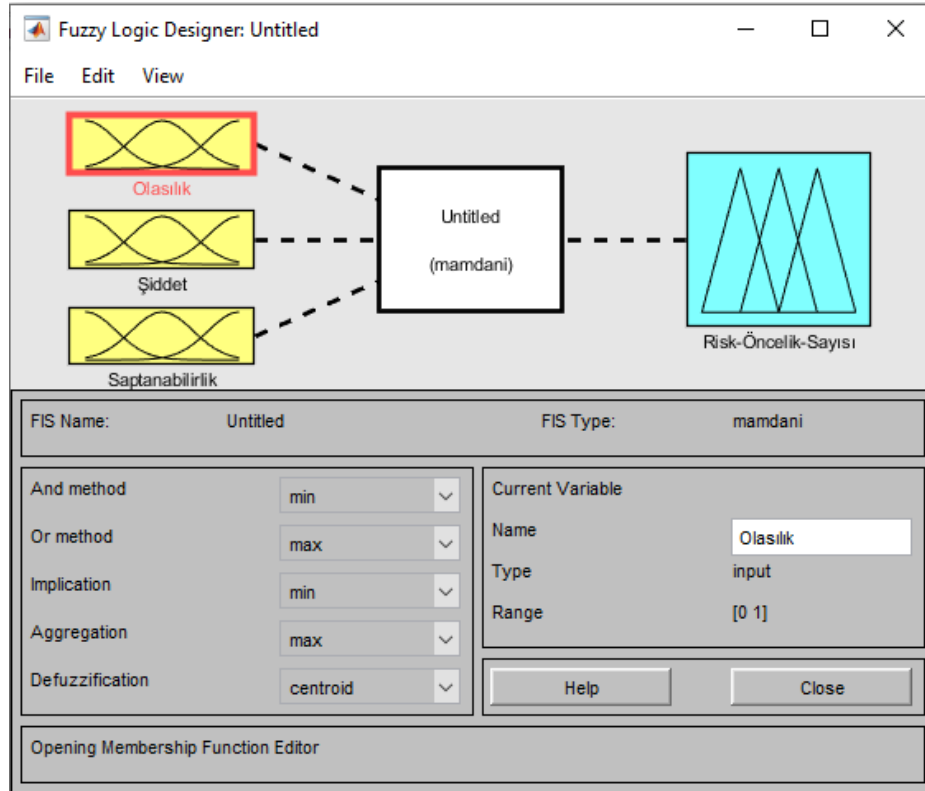 Fuzzy Logic Designer: Untitled
File Edit View
Olasılık
Şiddet
Saptanabilirlik
Untitled
(mamdani)
Risk-Öncelik-Sayısı
FIS Name: Untitled FIS Type: mamdani
And method min
Or method max
Implication min
Aggregation max
Defuzzification centroid
Current Variable
Name Olasılık
Type input
Range [0 1]
Help Close
Opening Membership Function Editor